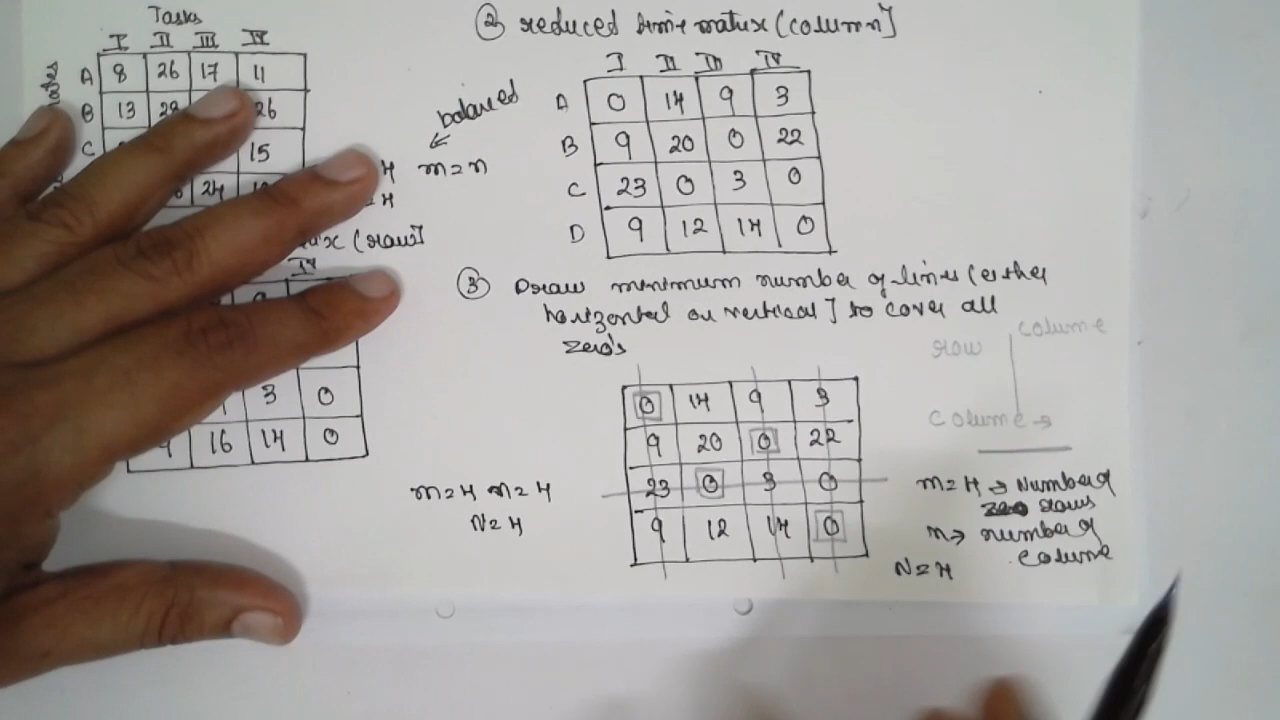 Tasks
I II III IV
A 8 26 17 11
B 13 28 26
C 15
24
m=n
balanced
(row]
IV
3 0
9 16 14 0
② reduced time matrix (column]
I II III IV
A 0 14 9 3
B 9 20 0 22
C 23 0 3 0
D 9 12 14 0
③ Draw minimum number of lines (either
horizontal or vertical] to cover all
zero's
row column
column →
0 14 9 3
9 20 0 22
23 0 3 0
9 12 14 0
m=4 n=4
N=4
m=4 → Number of
rows
n → number of
column
N=4